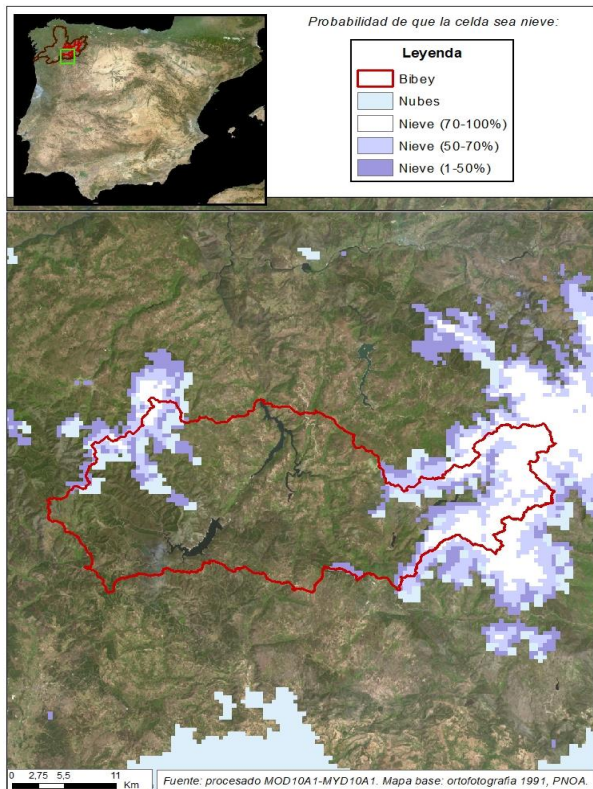 Probabilidad de que la celda sea nieve:
Leyenda
Bibey
Nubes
Nieve (70-100%)
Nieve (50-70%)
Nieve (1-50%)
0 2,75 5,5 11
Km
Fuente: procesado MOD10A1-MYD10A1. Mapa base: ortofotografia 1991, PNOA.